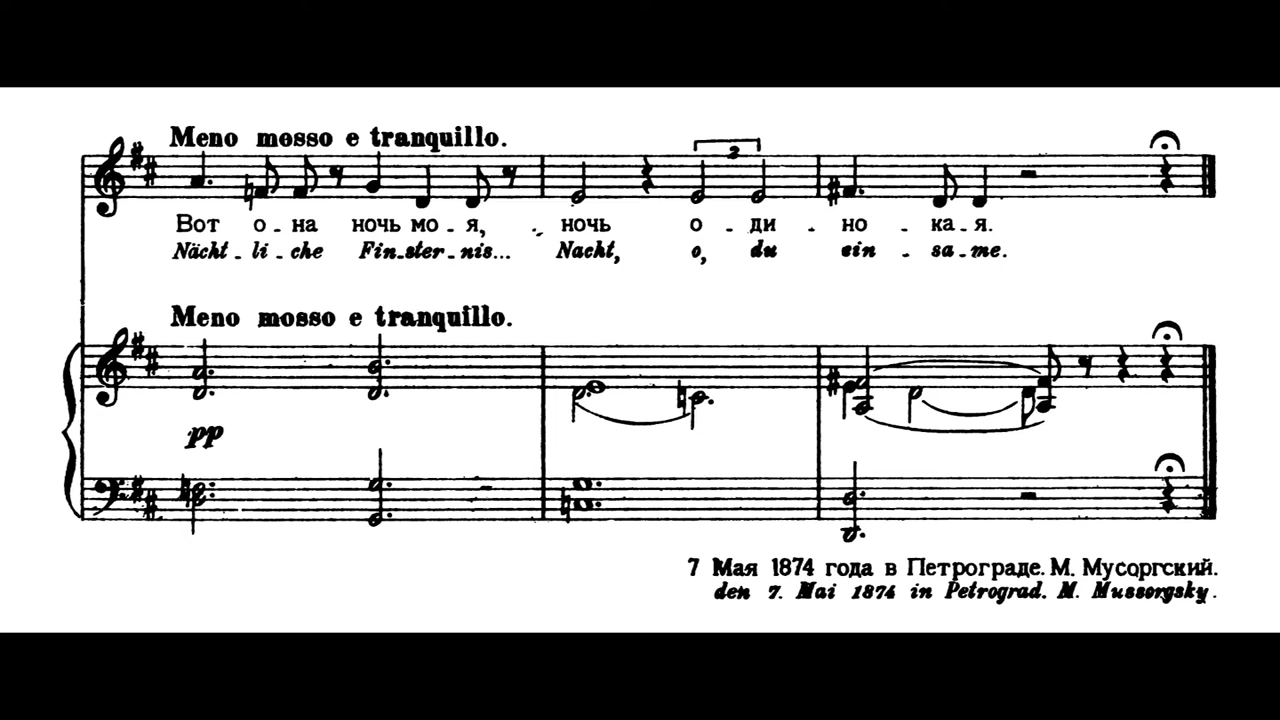 Meno mosso e tranquillo.
2
Вот о - на ночь мо - я, ночь о - ди - но - ка - я.
Nächt - li - che Fin - ster - nis... Nacht, o, du ein - sa - me.
Meno mosso e tranquillo.
pp
7 Мая 1874 года в Петрограде. М. Мусоргский.
den 7. Mai 1874 in Petrograd. M. Mussorgsky.